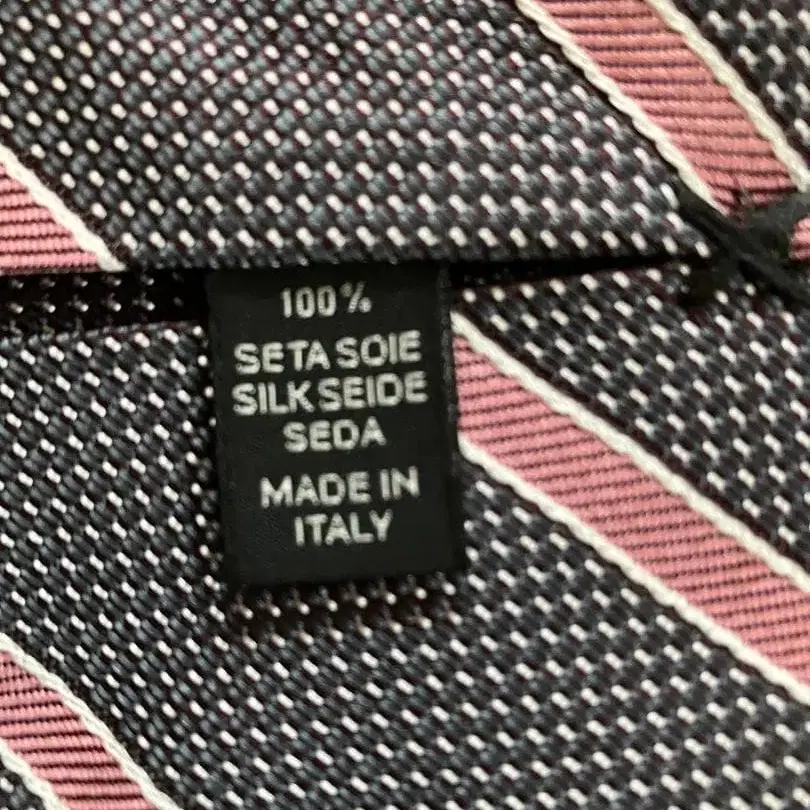 100%
SETA SOIE
SILK SEIDE
SEDA
MADE IN
ITALY